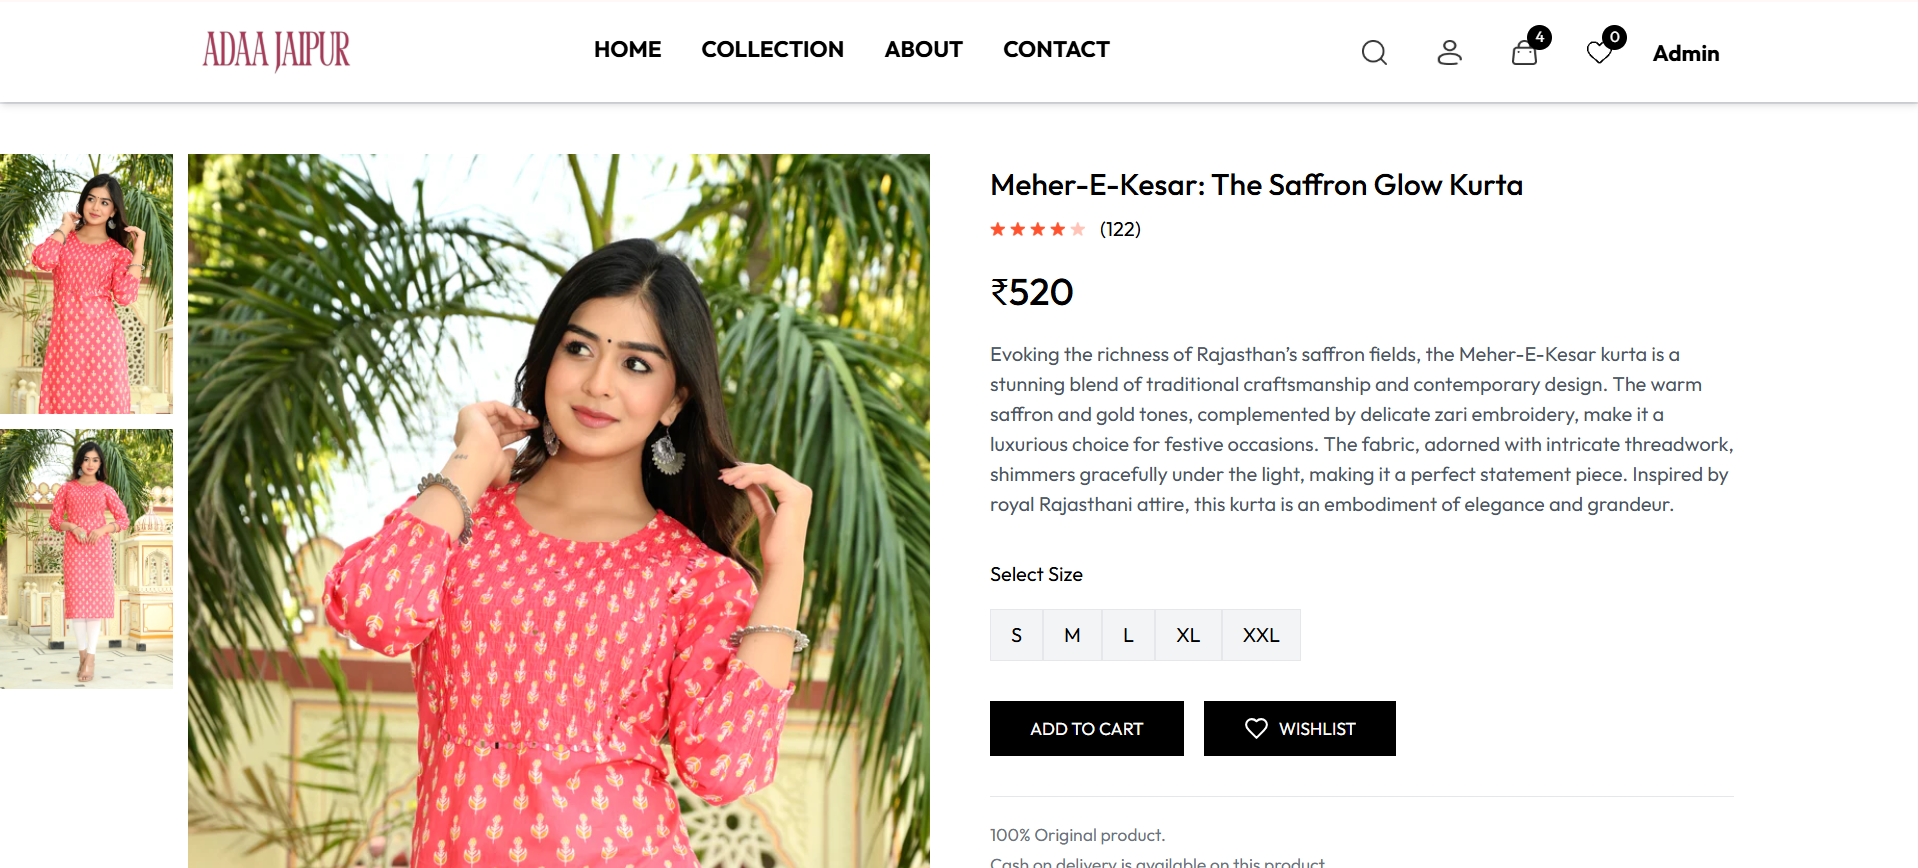 ADAA JAIPUR
HOME
COLLECTION
ABOUT
CONTACT
4
0
Admin
Meher-E-Kesar: The Saffron Glow Kurta
(122)
₹520
Evoking the richness of Rajasthan’s saffron fields, the Meher-E-Kesar kurta is a
stunning blend of traditional craftsmanship and contemporary design. The warm
saffron and gold tones, complemented by delicate zari embroidery, make it a
luxurious choice for festive occasions. The fabric, adorned with intricate threadwork,
shimmers gracefully under the light, making it a perfect statement piece. Inspired by
royal Rajasthani attire, this kurta is an embodiment of elegance and grandeur.
Select Size
S
M
L
XL
XXL
ADD TO CART
WISHLIST
100% Original product.
Cash on delivery is available on this product.